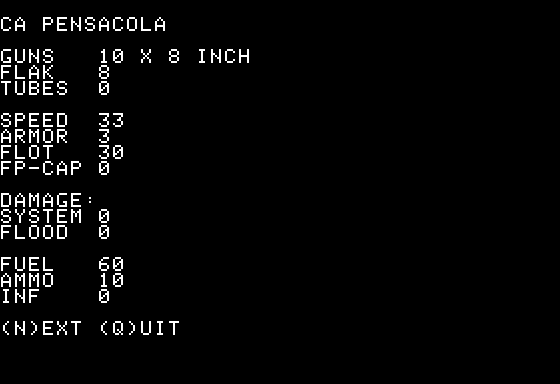 CA PENSACOLA
GUNS 10 X 8 INCH
FLAK 8
TUBES 0
SPEED 33
ARMOR 3
FLOT 30
FP-CAP 0
DAMAGE:
SYSTEM 0
FLOOD 0
FUEL 60
AMMO 10
INF 0
(N)EXT (Q)UIT